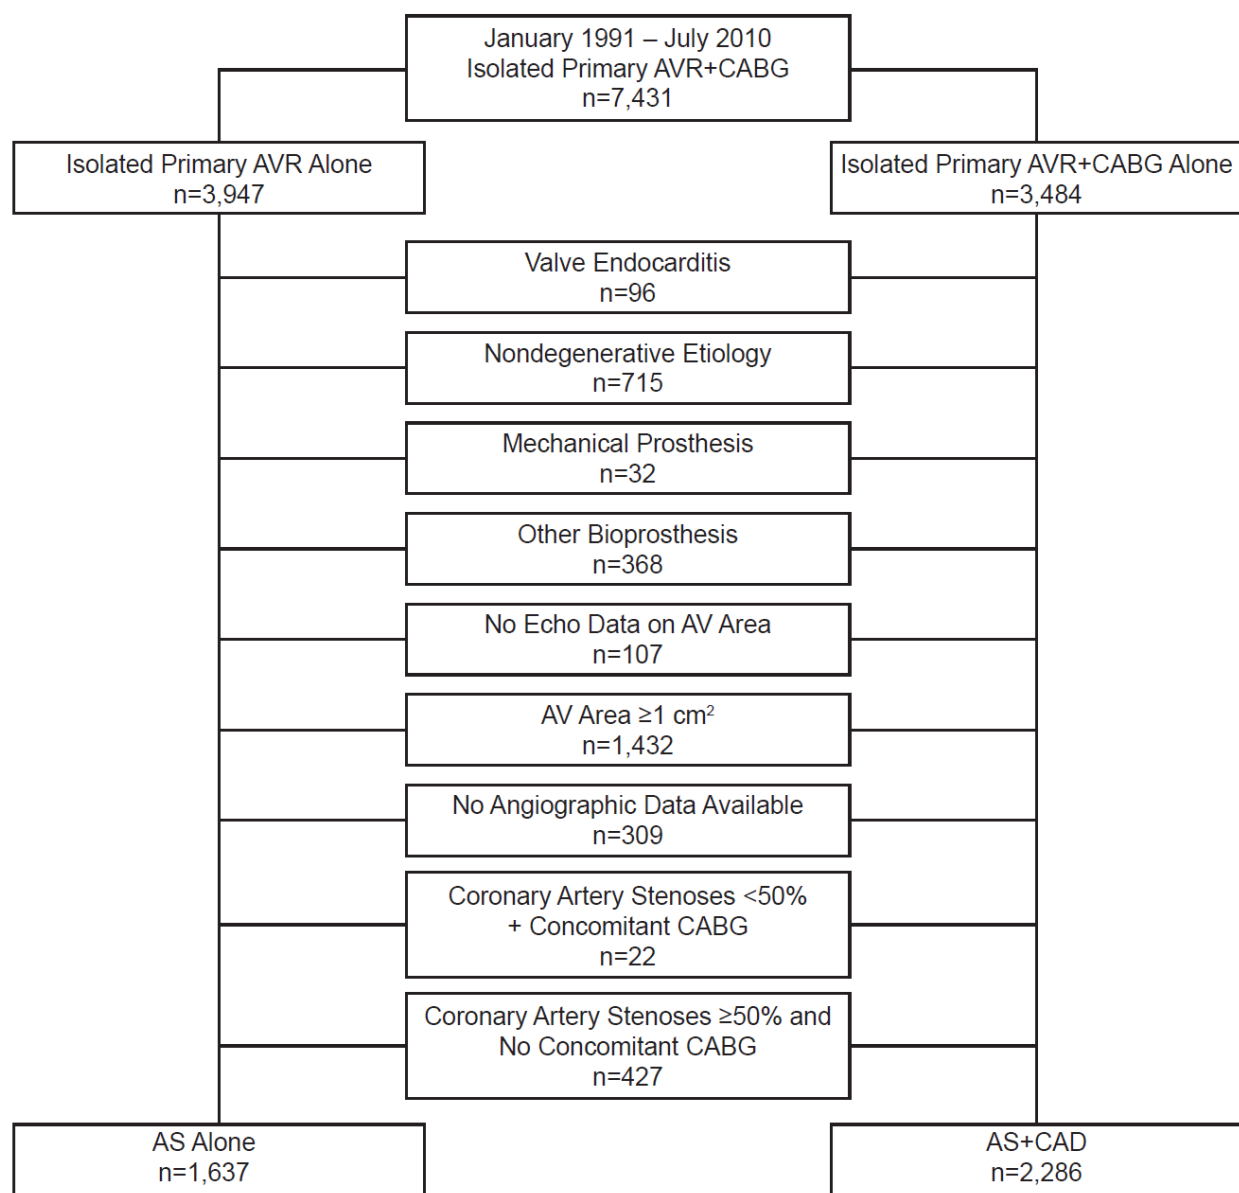 January 1991 – July 2010
Isolated Primary AVR+CABG
n=7,431
Isolated Primary AVR Alone
n=3,947
Isolated Primary AVR+CABG Alone
n=3,484
Valve Endocarditis
n=96
Nondegenerative Etiology
n=715
Mechanical Prosthesis
n=32
Other Bioprosthesis
n=368
No Echo Data on AV Area
n=107
AV Area ≥1 cm²
n=1,432
No Angiographic Data Available
n=309
Coronary Artery Stenoses <50%
+ Concomitant CABG
n=22
Coronary Artery Stenoses ≥50% and
No Concomitant CABG
n=427
AS Alone
n=1,637
AS+CAD
n=2,286